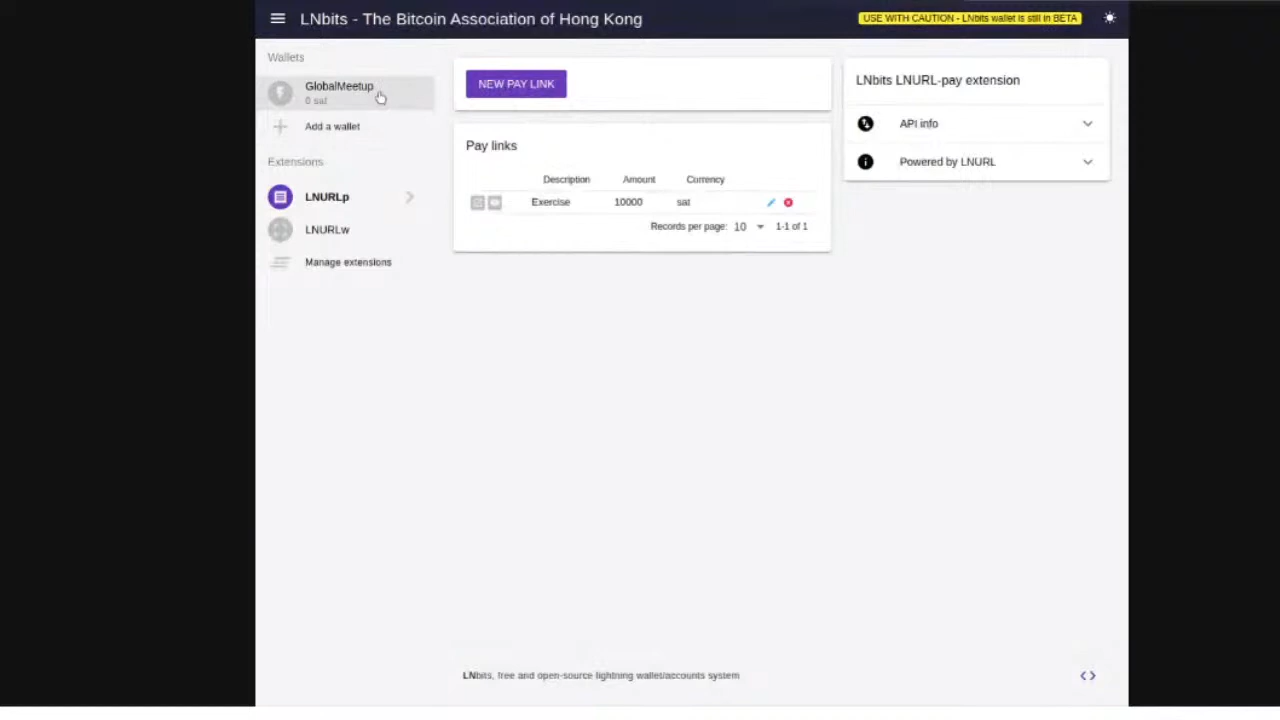 LNbits - The Bitcoin Association of Hong Kong
USE WITH CAUTION - LNbits wallet is still in BETA
Wallets
GlobalMeetup
0 sat
Add a wallet
Extensions
LNURLp
LNURLw
Manage extensions
NEW PAY LINK
Pay links
Description Amount Currency
Exercise 10000 sat
Records per page: 10 1-1 of 1
LNbits LNURL-pay extension
API info
Powered by LNURL
LNbits, free and open-source lightning wallet/accounts system